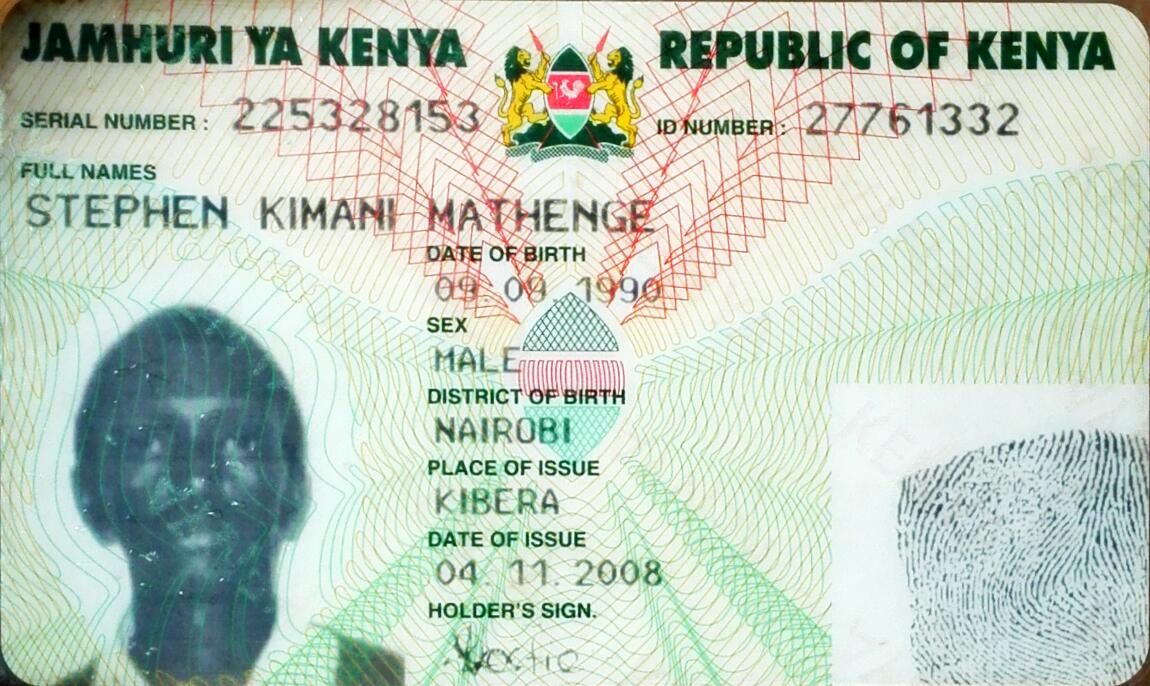 JAMHURI YA KENYA REPUBLIC OF KENYA
SERIAL NUMBER : 225328153 ID NUMBER : 27761332
FULL NAMES
STEPHEN KIMANI MATHENGE
DATE OF BIRTH
09. 09. 1990
SEX
MALE
DISTRICT OF BIRTH
NAIROBI
PLACE OF ISSUE
KIBERA
DATE OF ISSUE
04. 11. 2008
HOLDER'S SIGN.